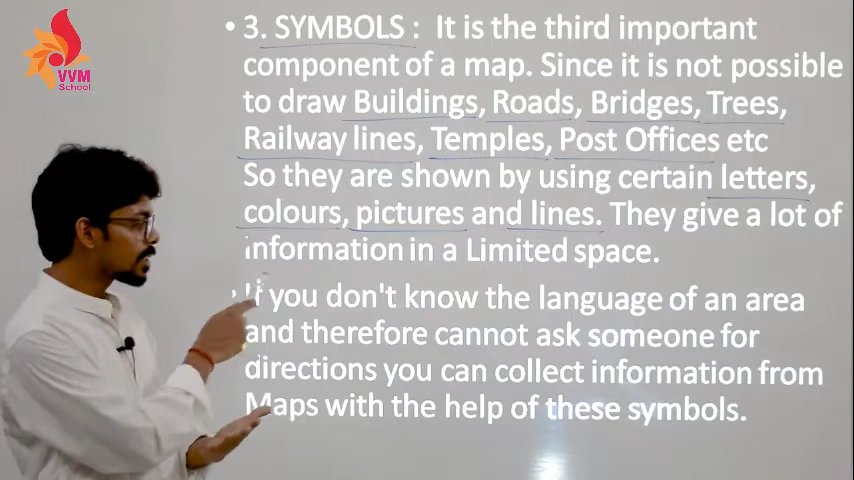 VVM
School
• 3. SYMBOLS : It is the third important
component of a map. Since it is not possible
to draw Buildings, Roads, Bridges, Trees,
Railway lines, Temples, Post Offices etc
So they are shown by using certain letters,
colours, pictures and lines. They give a lot of
information in a Limited space.
• If you don't know the language of an area
and therefore cannot ask someone for
directions you can collect information from
Maps with the help of these symbols.